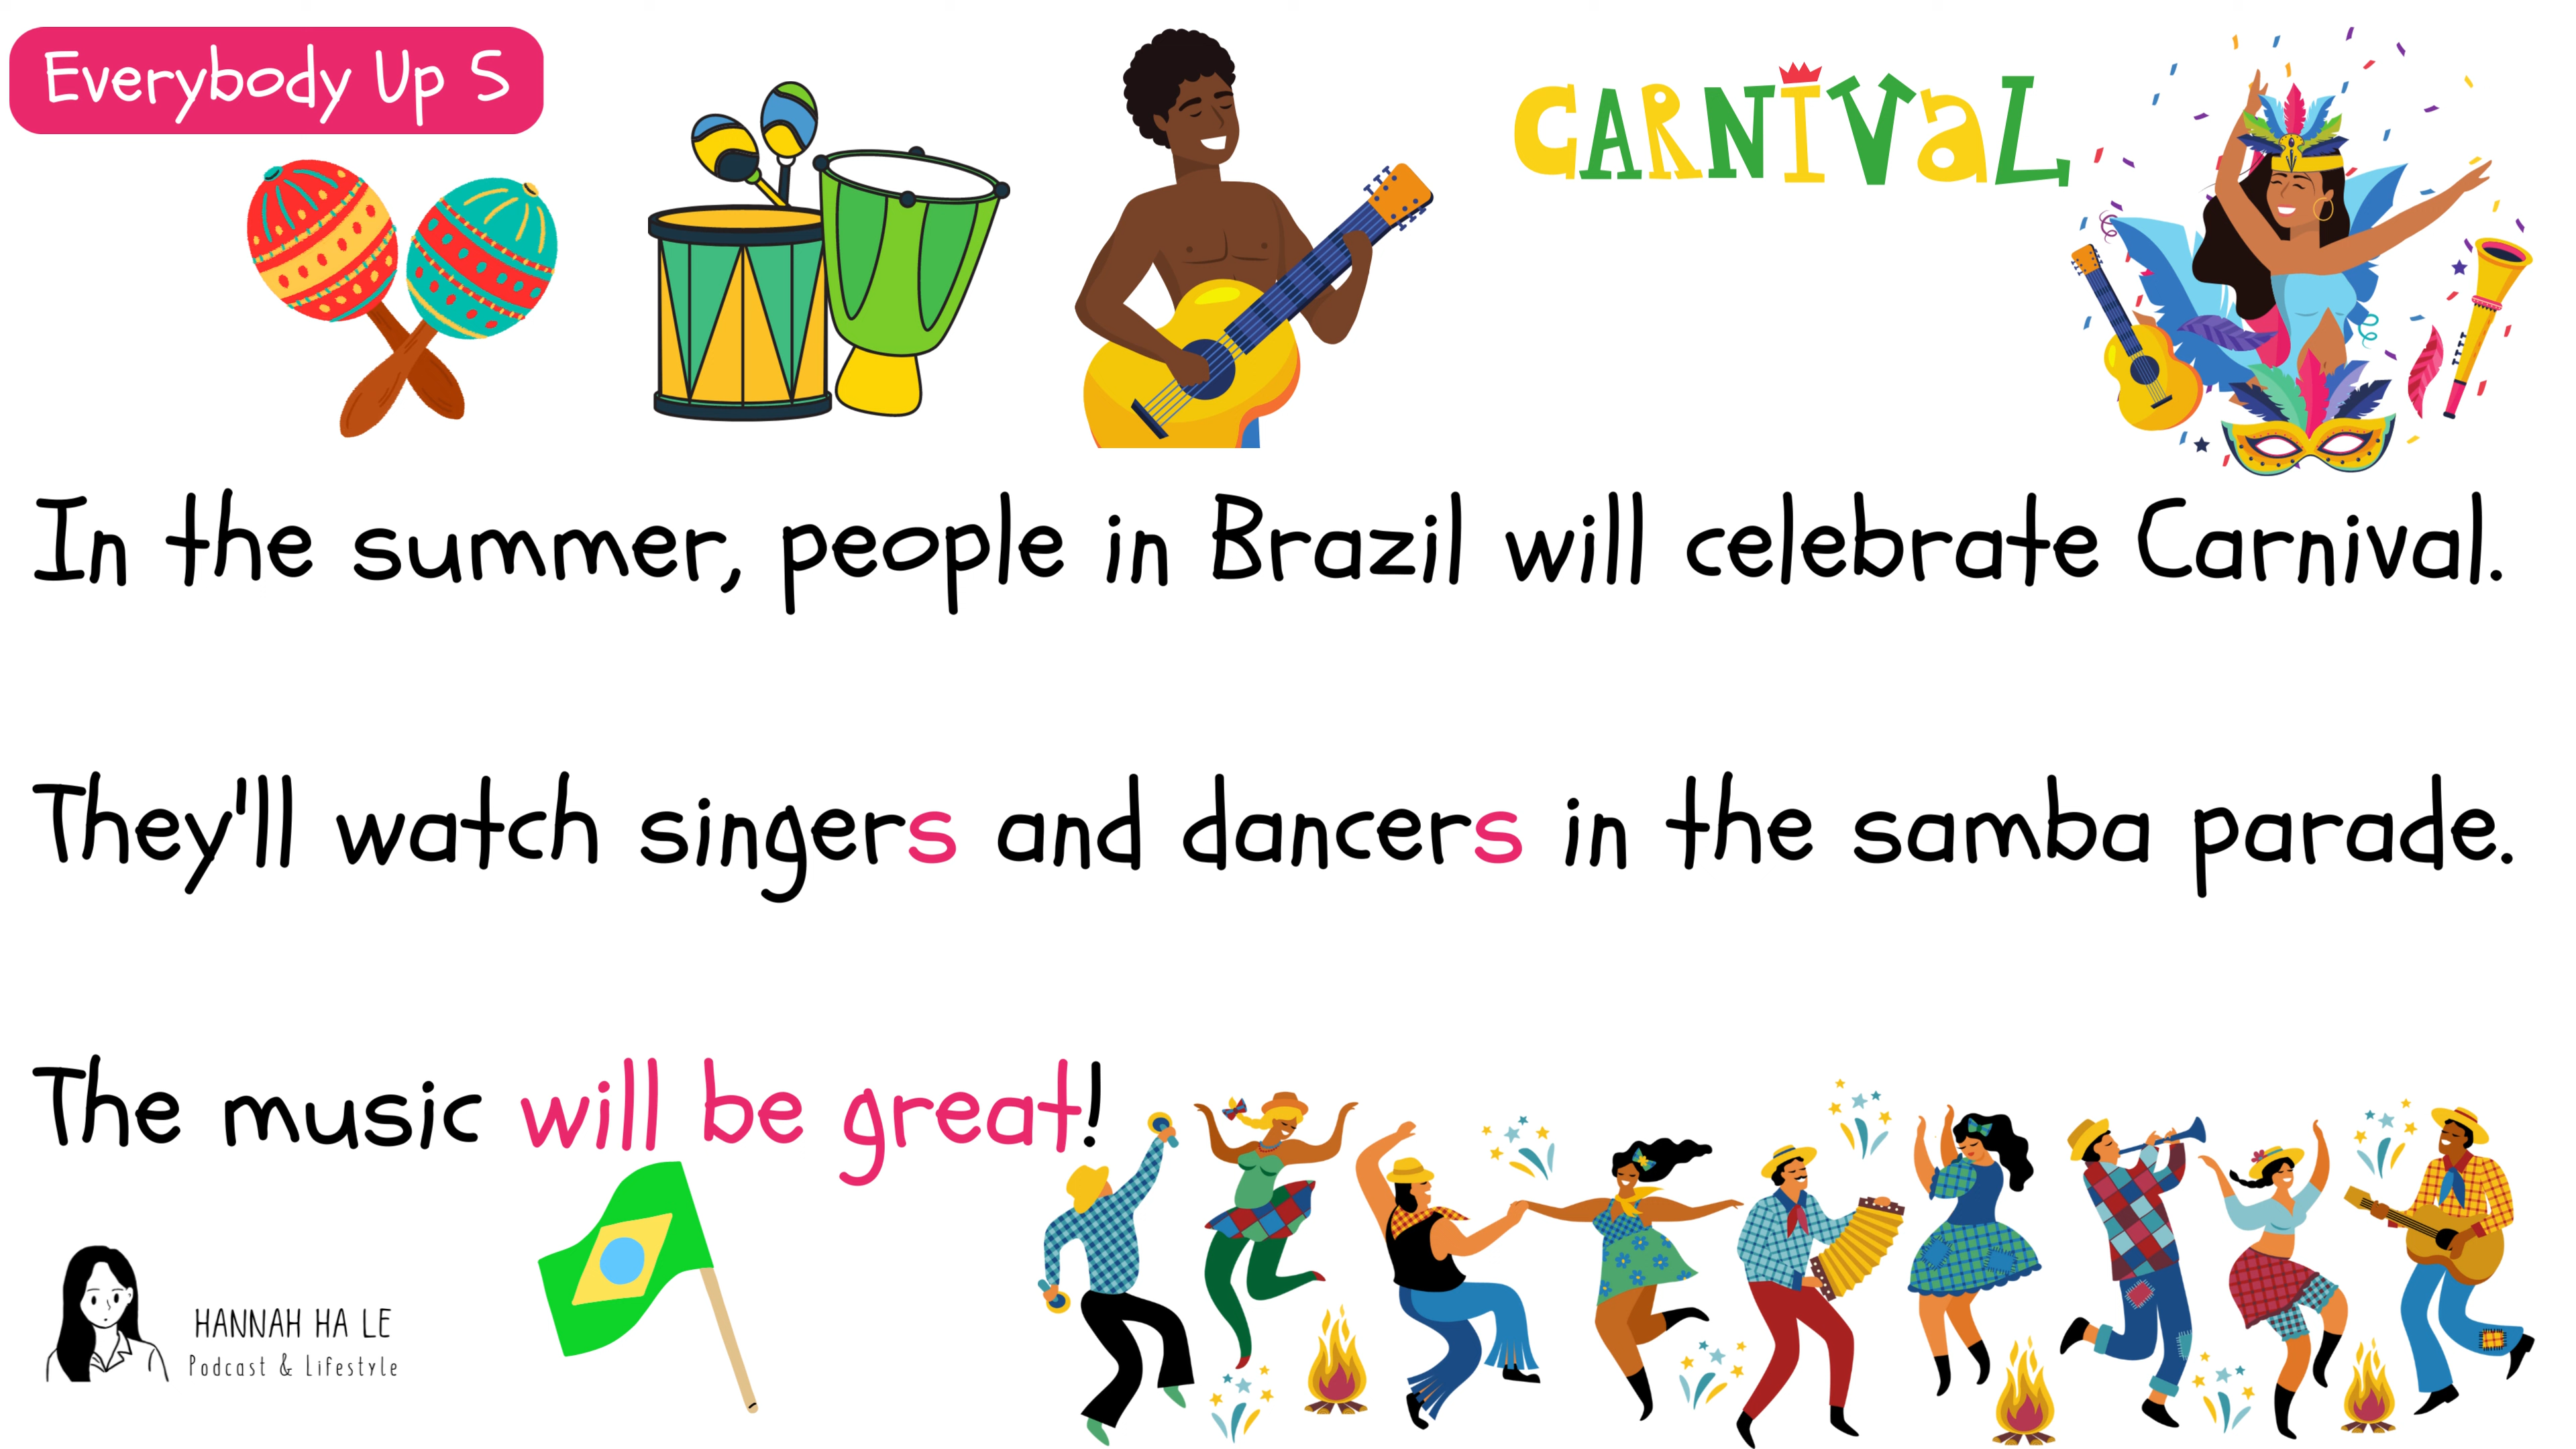 Everybody Up 5
CARNIVAL
In the summer, people in Brazil will celebrate Carnival.
They'll watch singers and dancers in the samba parade.
The music will be great!
HANNAH HA LE
Podcast & Lifestyle